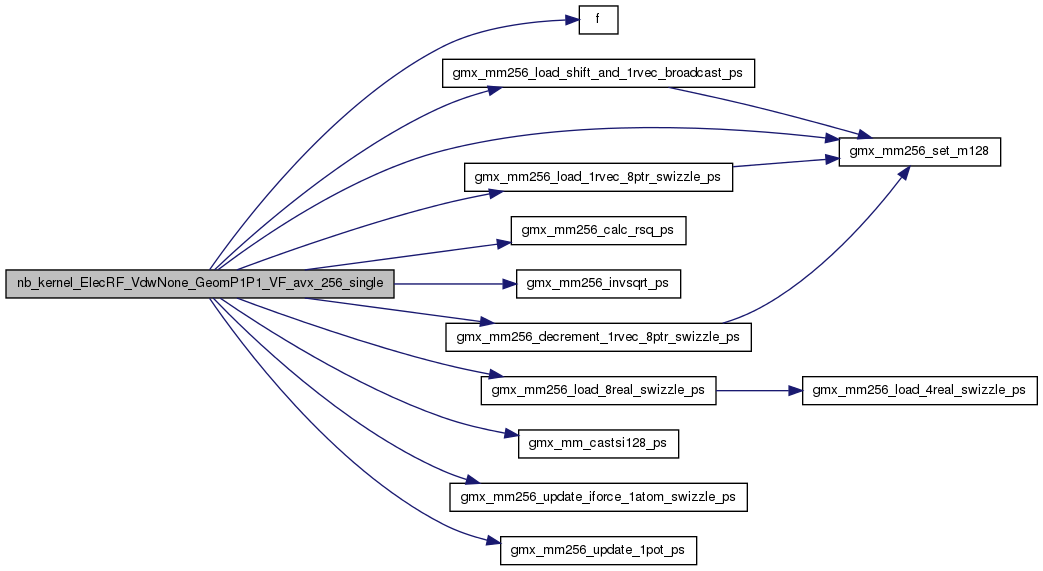 f
gmx_mm256_load_shift_and_1rvec_broadcast_ps
gmx_mm256_set_m128
gmx_mm256_load_1rvec_8ptr_swizzle_ps
gmx_mm256_calc_rsq_ps
nb_kernel_ElecRF_VdwNone_GeomP1P1_VF_avx_256_single
gmx_mm256_invsqrt_ps
gmx_mm256_decrement_1rvec_8ptr_swizzle_ps
gmx_mm256_load_8real_swizzle_ps
gmx_mm256_load_4real_swizzle_ps
gmx_mm_castsi128_ps
gmx_mm256_update_iforce_1atom_swizzle_ps
gmx_mm256_update_1pot_ps